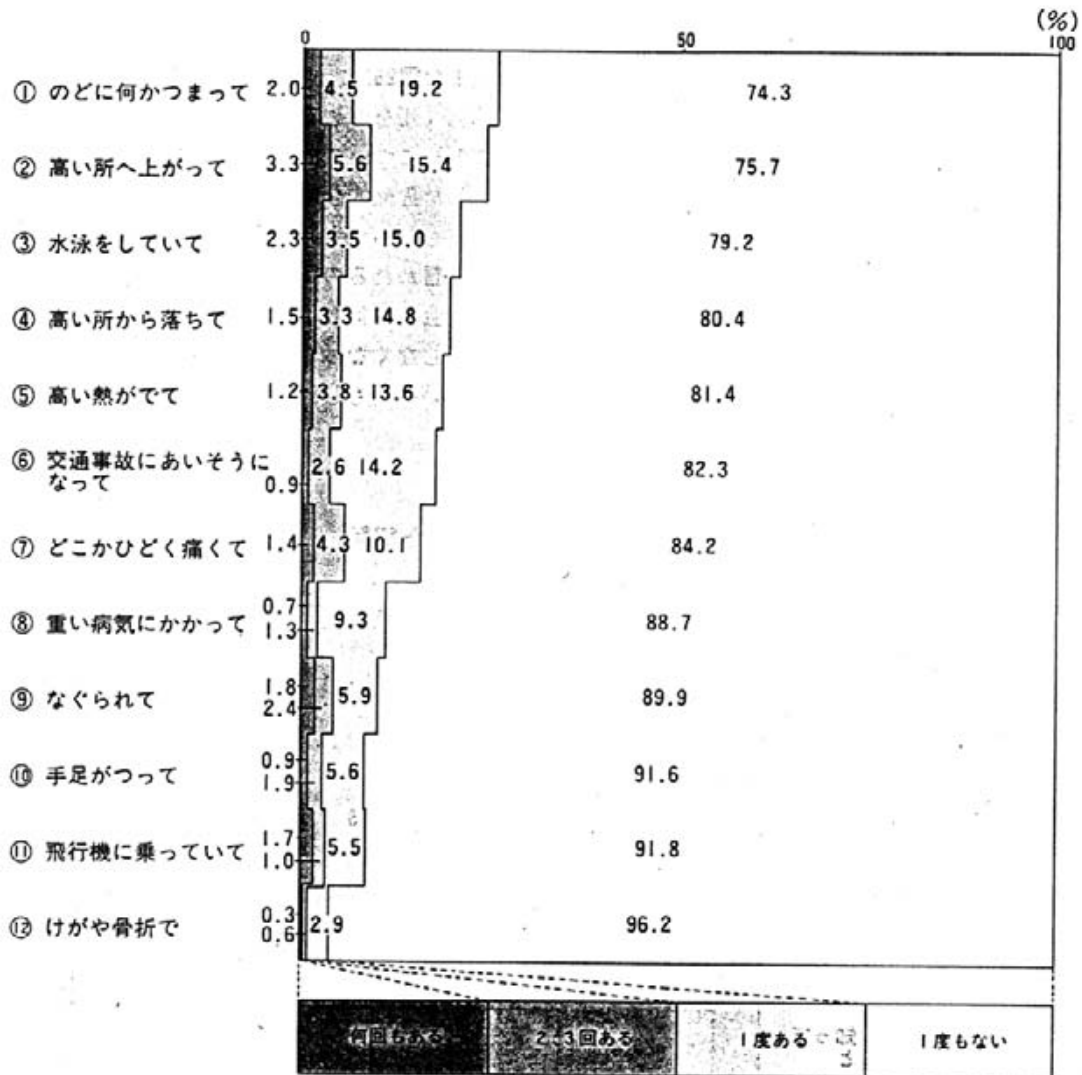 (%)
0 50 100
① のどに何かつまって 2.0 4.5 19.2 74.3
② 高い所へ上がって 3.3 5.6 15.4 75.7
③ 水泳をしていて 2.3 3.5 15.0 79.2
④ 高い所から落ちて 1.5 3.3 14.8 80.4
⑤ 高い熱がでて 1.2 3.8 13.6 81.4
⑥ 交通事故にあいそうに
なって 0.9 2.6 14.2 82.3
⑦ どこかひどく痛くて 1.4 4.3 10.1 84.2
⑧ 重い病気にかかって 0.7 1.3 9.3 88.7
⑨ なぐられて 1.8 2.4 5.9 89.9
⑩ 手足がつって 0.9 1.9 5.6 91.6
⑪ 飛行機に乗っていて 1.7 1.0 5.5 91.8
⑫ けがや骨折で 0.3 0.6 2.9 96.2
何回もある 2.3回ある 1度ある 1度もない